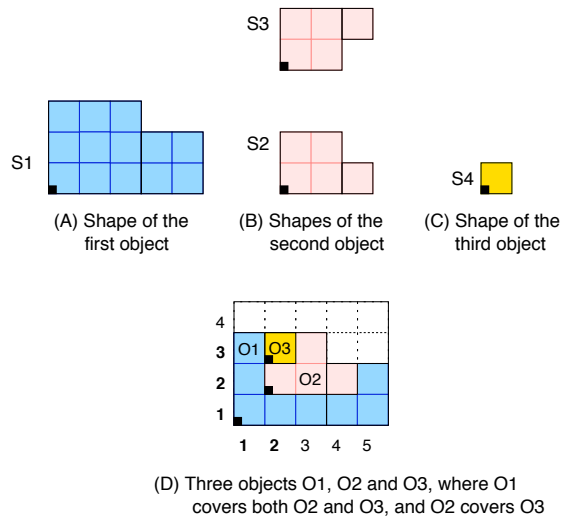 S3
S1
S2
S4
(A) Shape of the
first object
(B) Shapes of the
second object
(C) Shape of the
third object
4
3 O1 O3
2 O2
1
1 2 3 4 5
(D) Three objects O1, O2 and O3, where O1
covers both O2 and O3, and O2 covers O3